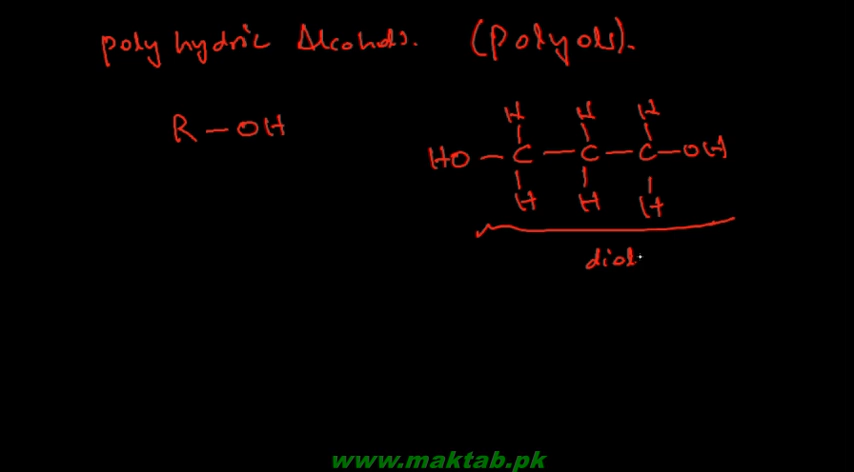 poly hydric Alcohols. (Polyols).
R - OH
H H H
HO - C - C - C - OH
H H H
diol
www.maktab.pk